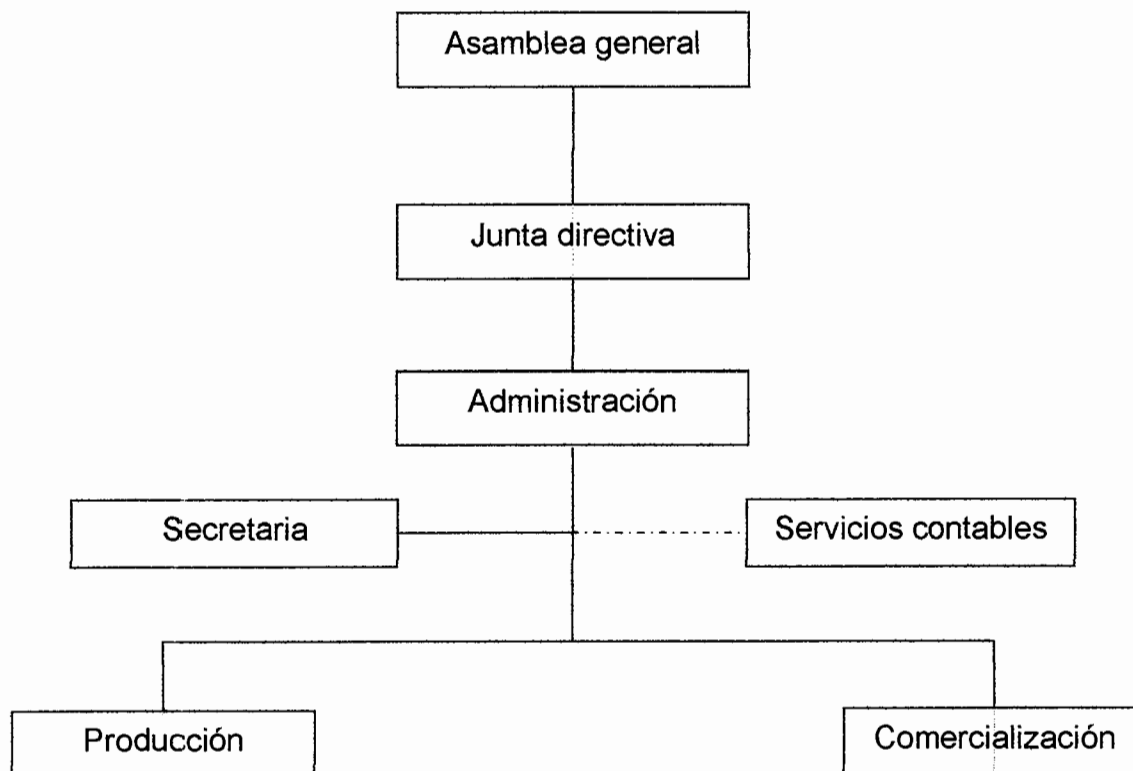 Asamblea general
Junta directiva
Administración
Secretaria
Servicios contables
Producción
Comercialización